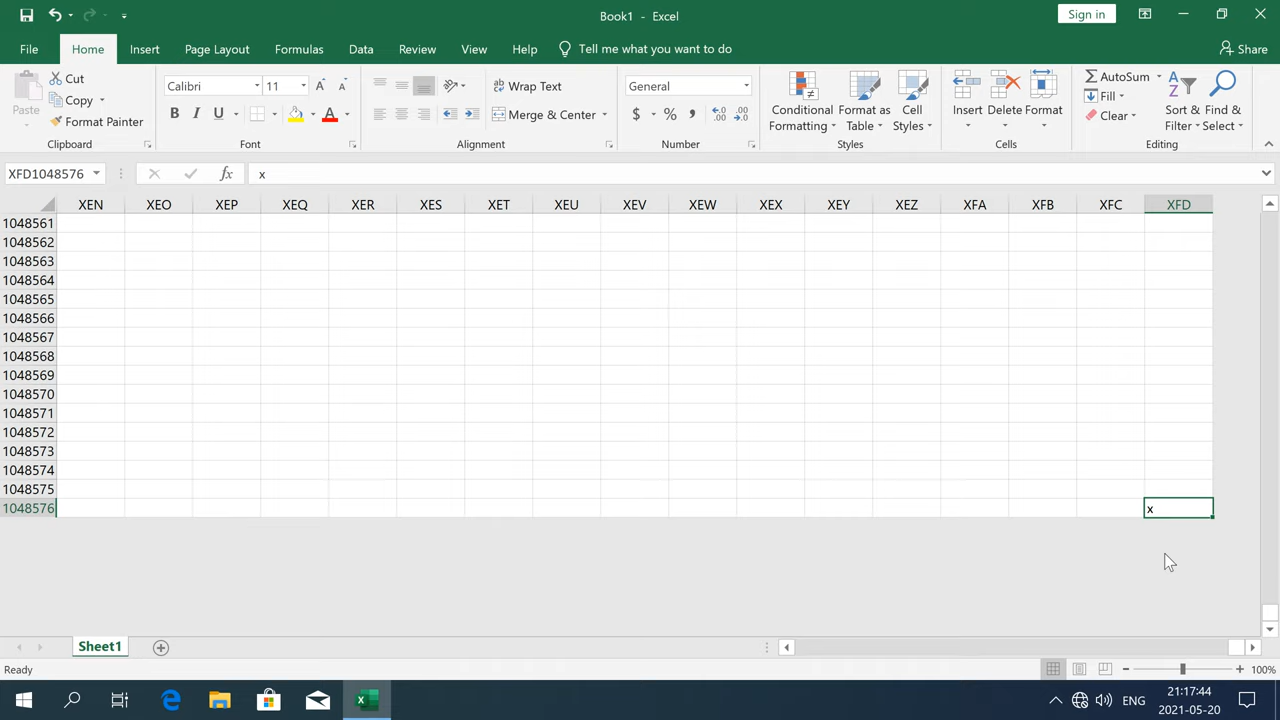 Book1 - Excel
Sign in
File Home Insert Page Layout Formulas Data Review View Help Tell me what you want to do Share
Paste Cut Copy Format Painter Clipboard
Calibri 11 A A B I U A Font
ab Wrap Text Merge & Center Alignment
General $ % , .00 .0 Number
Conditional Formatting Format as Table Cell Styles Styles
Insert Delete Format Cells
AutoSum Fill Clear Sort & Filter Find & Select Editing
XFD1048576 fx x
XEN XEO XEP XEQ XER XES XET XEU XEV XEW XEX XEY XEZ XFA XFB XFC XFD
1048561
1048562
1048563
1048564
1048565
1048566
1048567
1048568
1048569
1048570
1048571
1048572
1048573
1048574
1048575
1048576 x
Sheet1
Ready 100%
ENG 21:17:44
2021-05-20